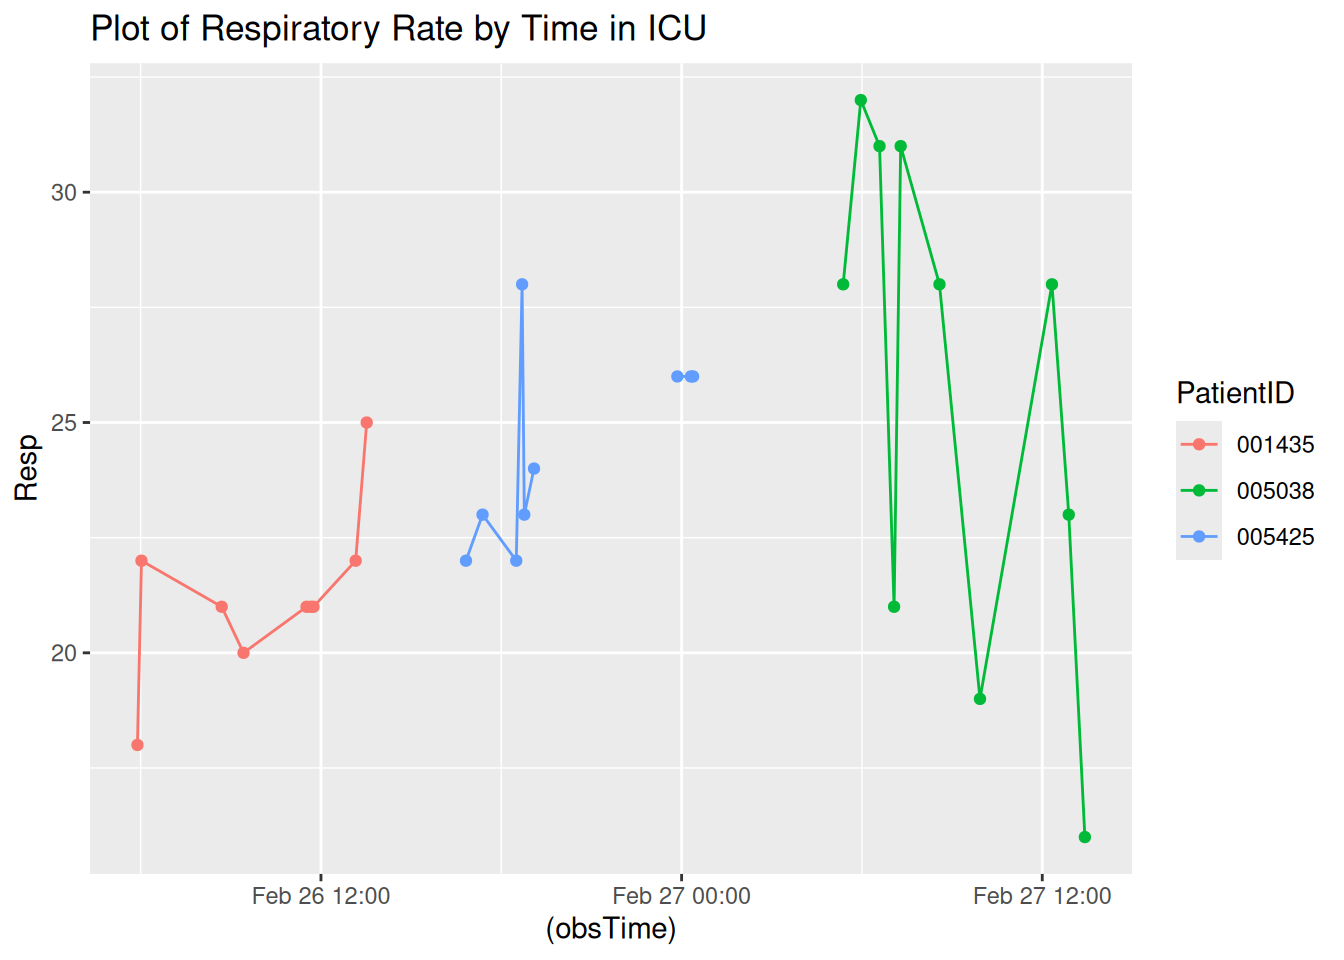 Plot of Respiratory Rate by Time in ICU
Resp
30
25
20
Feb 26 12:00
Feb 27 00:00
Feb 27 12:00
(obsTime)
PatientID
001435
005038
005425